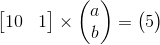 [10 1] × (a b) = (5)